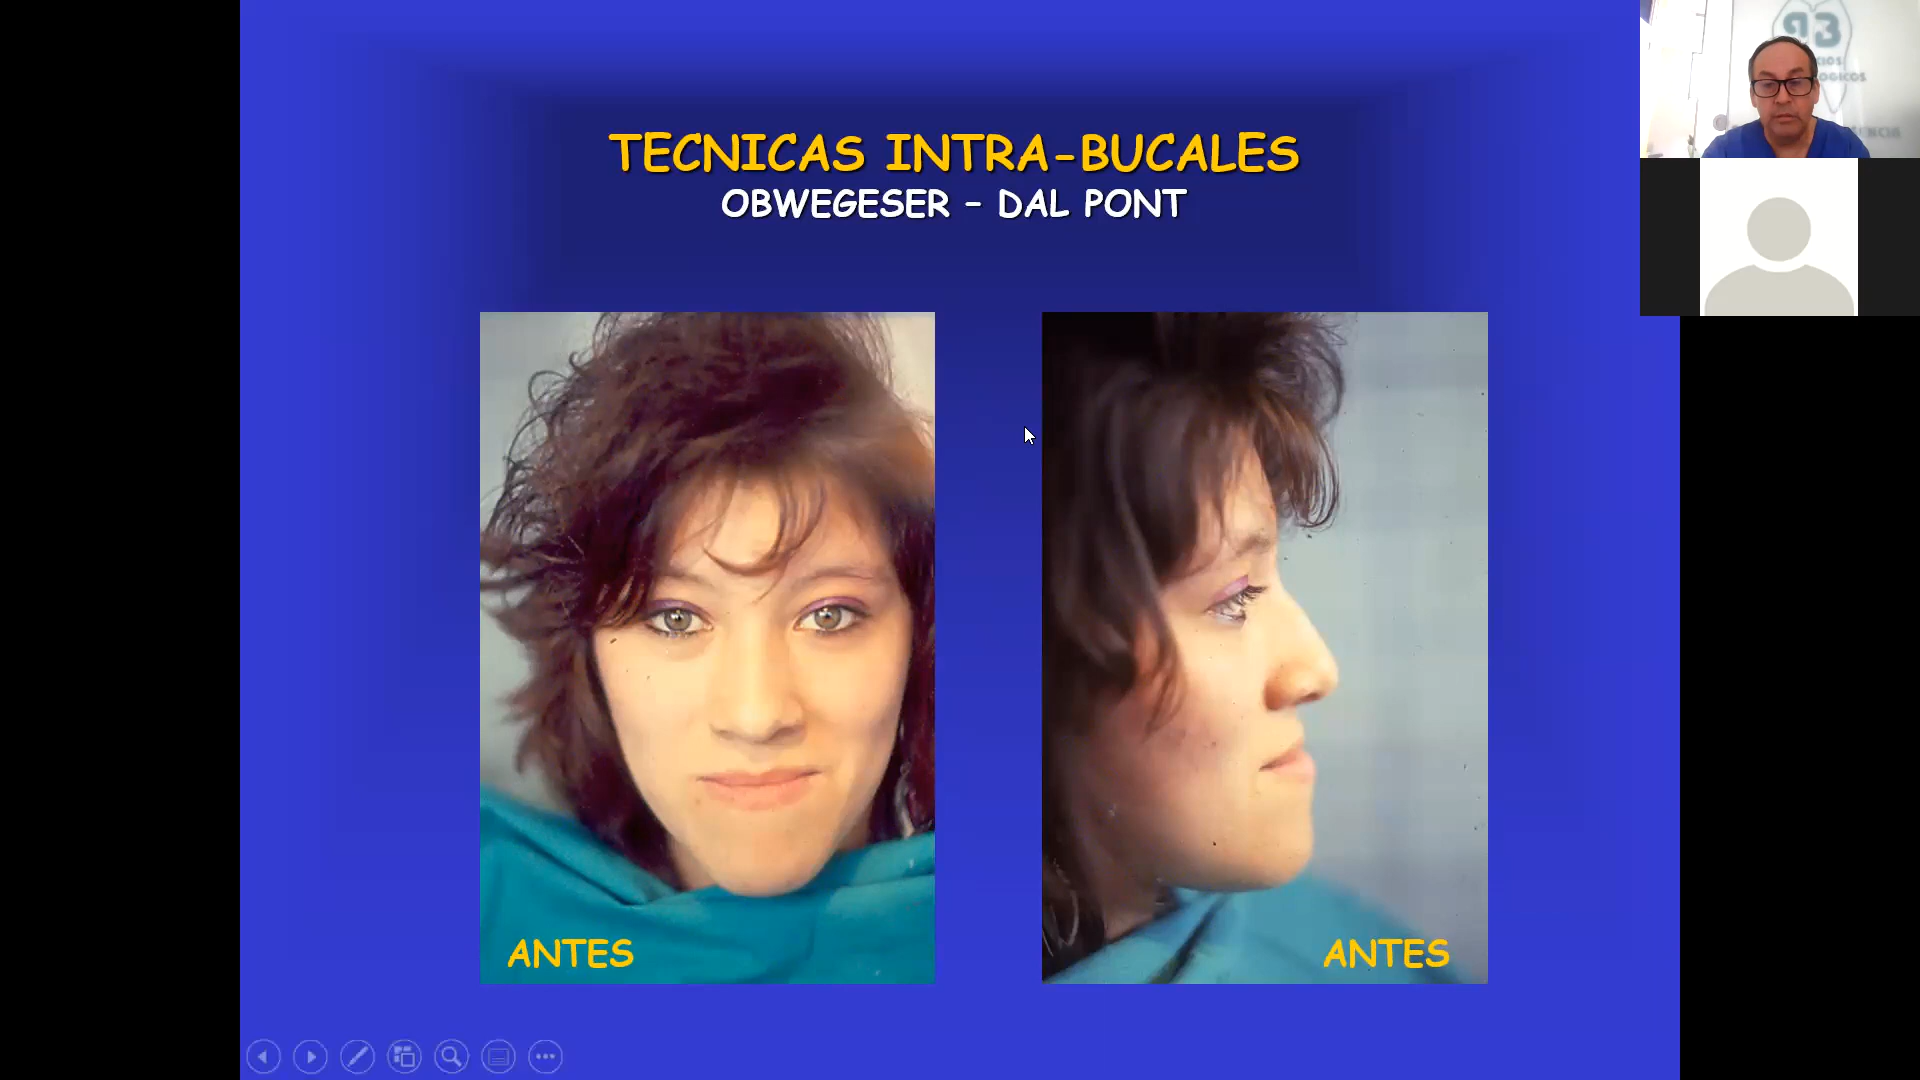 TECNICAS INTRA-BUCALES
OBWEGESER – DAL PONT
ANTES
ANTES